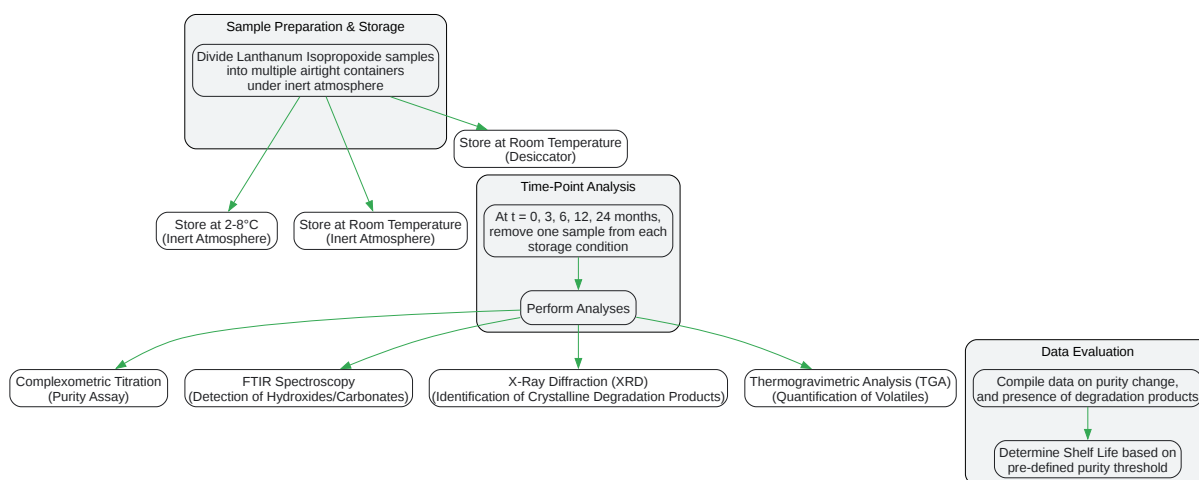 Sample Preparation & Storage
Divide Lanthanum Isopropoxide samples
into multiple airtight containers
under inert atmosphere
Store at Room Temperature
(Desiccator)
Store at 2-8°C
(Inert Atmosphere)
Store at Room Temperature
(Inert Atmosphere)
Time-Point Analysis
At t = 0, 3, 6, 12, 24 months,
remove one sample from each
storage condition
Perform Analyses
Complexometric Titration
(Purity Assay)
FTIR Spectroscopy
(Detection of Hydroxides/Carbonates)
X-Ray Diffraction (XRD)
(Identification of Crystalline Degradation Products)
Thermogravimetric Analysis (TGA)
(Quantification of Volatiles)
Data Evaluation
Compile data on purity change,
and presence of degradation products
Determine Shelf Life based on
pre-defined purity threshold